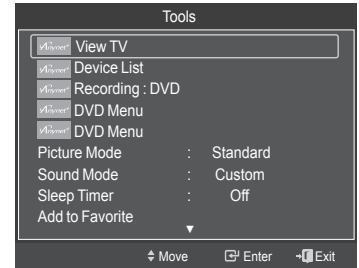 Tools
Anynet+ View TV
Anynet+ Device List
Anynet+ Recording : DVD
Anynet+ DVD Menu
Anynet+ DVD Menu
Picture Mode : Standard
Sound Mode : Custom
Sleep Timer : Off
Add to Favorite
Move Enter Exit